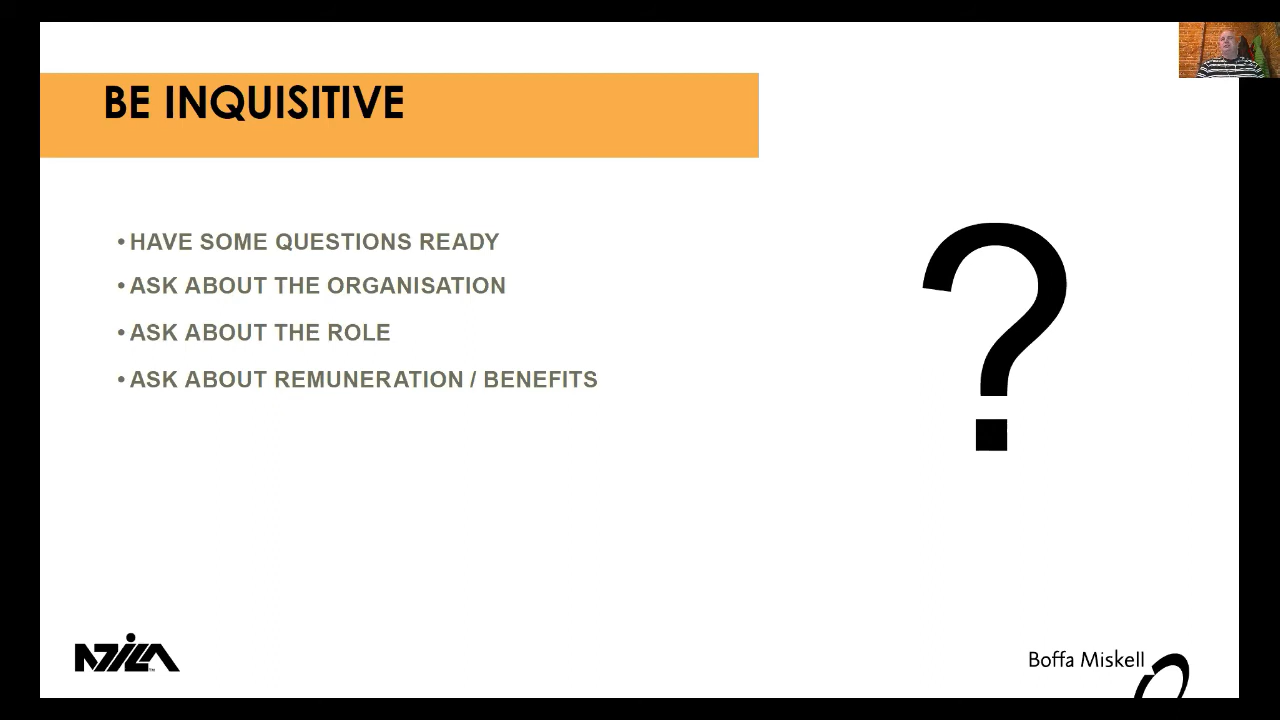 BE INQUISITIVE
• HAVE SOME QUESTIONS READY
• ASK ABOUT THE ORGANISATION
• ASK ABOUT THE ROLE
• ASK ABOUT REMUNERATION / BENEFITS
?
NZILA
Boffa Miskell